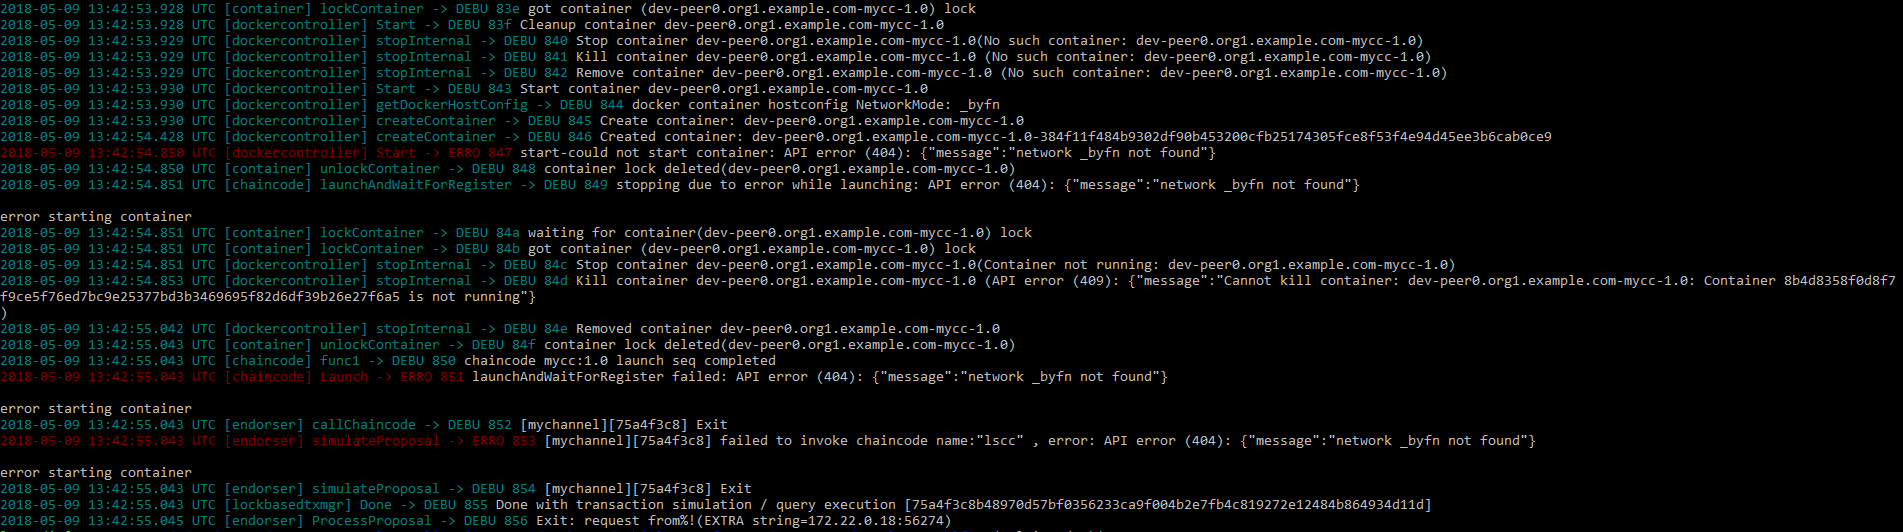 2018-05-09 13:42:53.928 UTC [container] lockContainer -> DEBU 83e got container (dev-peer0.org1.example.com-mycc-1.0) lock
2018-05-09 13:42:53.928 UTC [dockercontroller] Start -> DEBU 83f Cleanup container dev-peer0.org1.example.com-mycc-1.0
2018-05-09 13:42:53.929 UTC [dockercontroller] stopInternal -> DEBU 840 Stop container dev-peer0.org1.example.com-mycc-1.0(No such container: dev-peer0.org1.example.com-mycc-1.0)
2018-05-09 13:42:53.929 UTC [dockercontroller] stopInternal -> DEBU 841 Kill container dev-peer0.org1.example.com-mycc-1.0 (No such container: dev-peer0.org1.example.com-mycc-1.0)
2018-05-09 13:42:53.929 UTC [dockercontroller] stopInternal -> DEBU 842 Remove container dev-peer0.org1.example.com-mycc-1.0 (No such container: dev-peer0.org1.example.com-mycc-1.0)
2018-05-09 13:42:53.930 UTC [dockercontroller] Start -> DEBU 843 Start container dev-peer0.org1.example.com-mycc-1.0
2018-05-09 13:42:53.930 UTC [dockercontroller] getDockerHostConfig -> DEBU 844 docker container hostconfig NetworkMode: _byfn
2018-05-09 13:42:53.930 UTC [dockercontroller] createContainer -> DEBU 845 Create container: dev-peer0.org1.example.com-mycc-1.0
2018-05-09 13:42:54.428 UTC [dockercontroller] createContainer -> DEBU 846 Created container: dev-peer0.org1.example.com-mycc-1.0-384f11f484b9302df90b453200cfb25174305fce8f53f4e94d45ee3b6cab0ce9
2018-05-09 13:42:54.850 UTC [dockercontroller] Start -> ERRO 847 start-could not start container: API error (404): {"message":"network _byfn not found"}
2018-05-09 13:42:54.850 UTC [container] unlockContainer -> DEBU 848 container lock deleted(dev-peer0.org1.example.com-mycc-1.0)
2018-05-09 13:42:54.851 UTC [chaincode] launchAndWaitForRegister -> DEBU 849 stopping due to error while launching: API error (404): {"message":"network _byfn not found"}
error starting container
2018-05-09 13:42:54.851 UTC [container] lockContainer -> DEBU 84a waiting for container(dev-peer0.org1.example.com-mycc-1.0) lock
2018-05-09 13:42:54.851 UTC [container] lockContainer -> DEBU 84b got container (dev-peer0.org1.example.com-mycc-1.0) lock
2018-05-09 13:42:54.851 UTC [dockercontroller] stopInternal -> DEBU 84c Stop container dev-peer0.org1.example.com-mycc-1.0(Container not running: dev-peer0.org1.example.com-mycc-1.0)
2018-05-09 13:42:54.853 UTC [dockercontroller] stopInternal -> DEBU 84d Kill container dev-peer0.org1.example.com-mycc-1.0 (API error (409): {"message":"Cannot kill container: dev-peer0.org1.example.com-mycc-1.0: Container 8b4d8358f0d8f7
f9ce5f76ed7bc9e25377bd3b3469695f82d6df39b26e27f6a5 is not running"}
)
2018-05-09 13:42:55.042 UTC [dockercontroller] stopInternal -> DEBU 84e Removed container dev-peer0.org1.example.com-mycc-1.0
2018-05-09 13:42:55.043 UTC [container] unlockContainer -> DEBU 84f container lock deleted(dev-peer0.org1.example.com-mycc-1.0)
2018-05-09 13:42:55.043 UTC [chaincode] func1 -> DEBU 850 chaincode mycc:1.0 launch seq completed
2018-05-09 13:42:55.043 UTC [chaincode] Launch -> ERRO 851 launchAndWaitForRegister failed: API error (404): {"message":"network _byfn not found"}
error starting container
2018-05-09 13:42:55.043 UTC [endorser] callChaincode -> DEBU 852 [mychannel][75a4f3c8] Exit
2018-05-09 13:42:55.043 UTC [endorser] simulateProposal -> ERRO 853 [mychannel][75a4f3c8] failed to invoke chaincode name:"lscc" , error: API error (404): {"message":"network _byfn not found"}
error starting container
2018-05-09 13:42:55.043 UTC [endorser] simulateProposal -> DEBU 854 [mychannel][75a4f3c8] Exit
2018-05-09 13:42:55.043 UTC [lockbasedtxmgr] Done -> DEBU 855 Done with transaction simulation / query execution [75a4f3c8b48970d57bf0356233ca9f004b2e7fb4c819272e12484b864934d11d]
2018-05-09 13:42:55.045 UTC [endorser] ProcessProposal -> DEBU 856 Exit: request from%!(EXTRA string=172.22.0.18:56274)